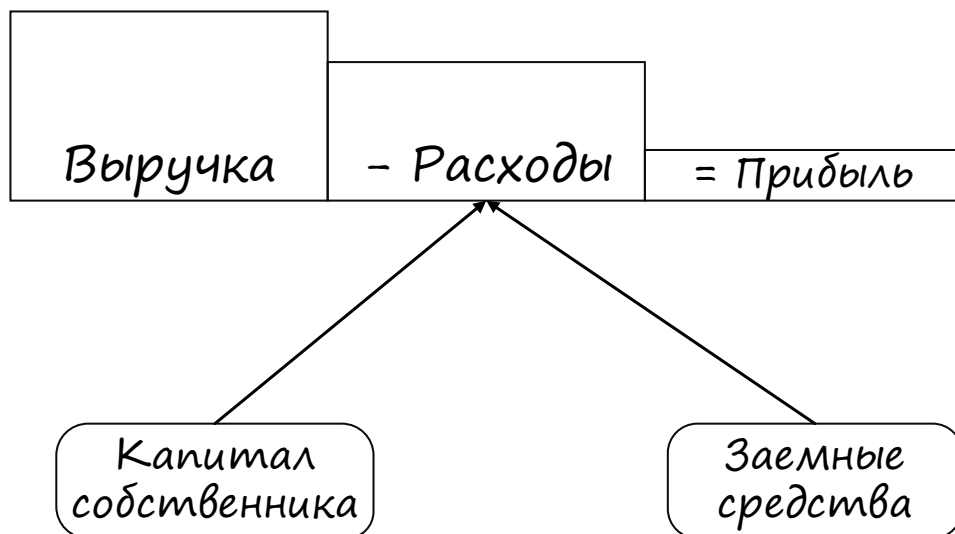 Выручка
– Расходы
= Прибыль
Капитал
собственника
Заемные
средства